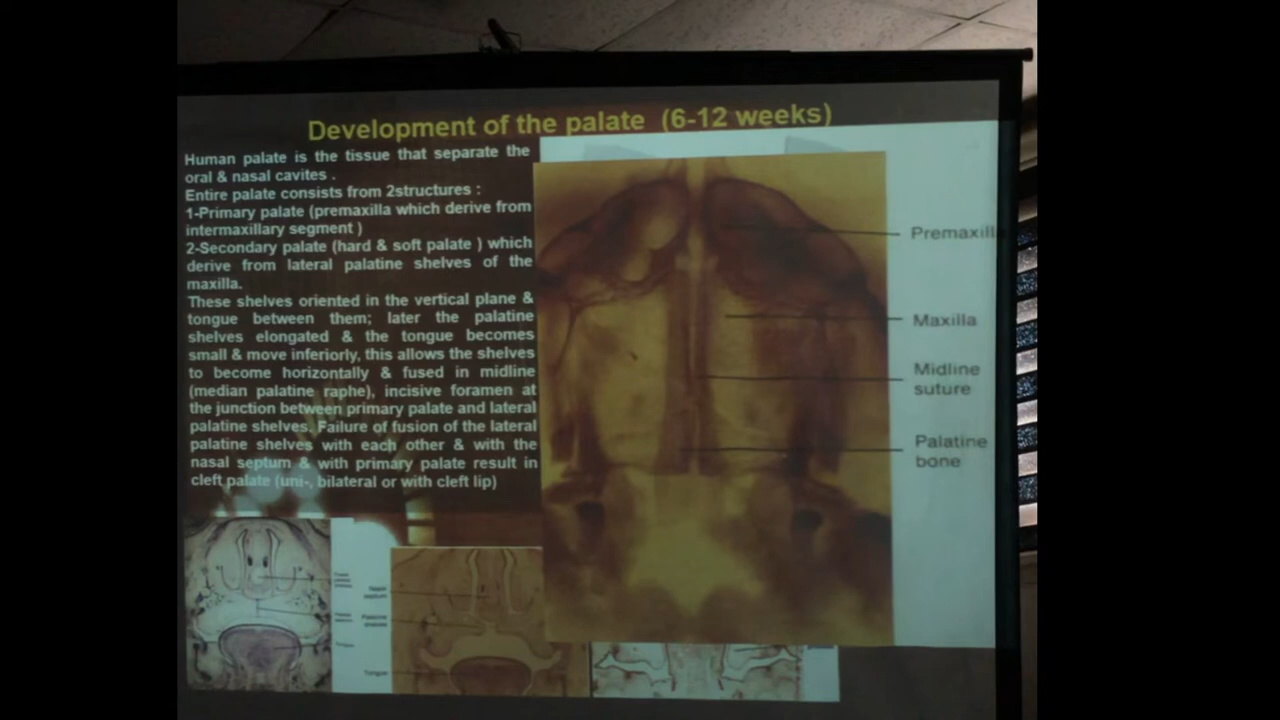 Development of the palate (6-12 weeks)
Human palate is the tissue that separate the
oral & nasal cavites .
Entire palate consists from 2structures :
1-Primary palate (premaxilla which derive from
intermaxillary segment )
2-Secondary palate (hard & soft palate ) which
derive from lateral palatine shelves of the
maxilla.
These shelves oriented in the vertical plane &
tongue between them; later the palatine
shelves elongated & the tongue becomes
small & move inferiorly, this allows the shelves
to become horizontally & fused in midline
(median palatine raphe), incisive foramen at
the junction between primary palate and lateral
palatine shelves. Failure of fusion of the lateral
palatine shelves with each other & with the
nasal septum & with primary palate result in
cleft palate (uni-, bilateral or with cleft lip)
Premaxilla
Maxilla
Midline
suture
Palatine
bone
Nasal
septum
Palatine
shelves
Tongue